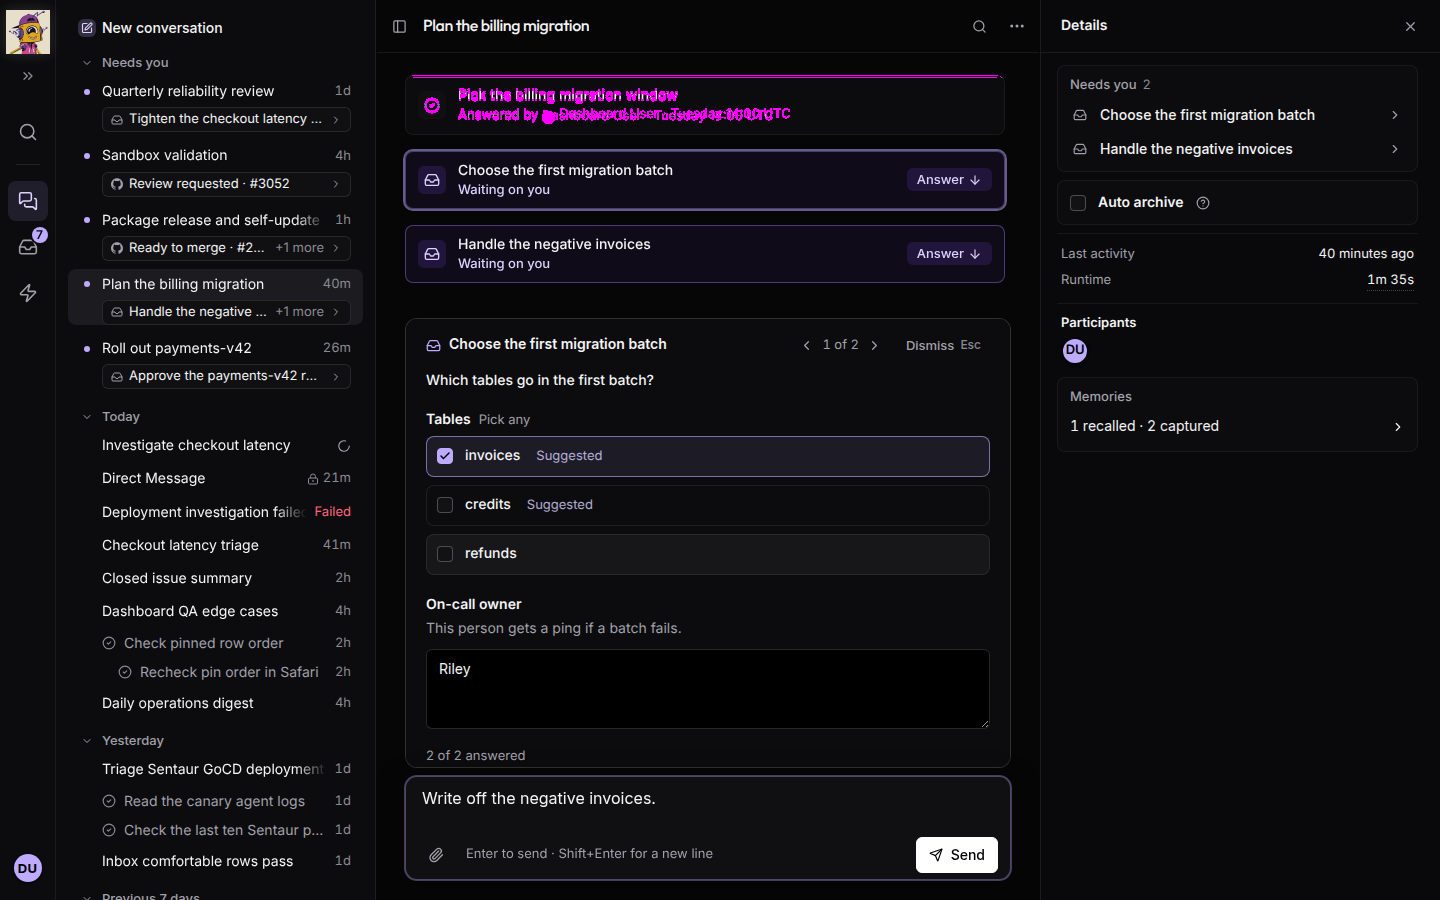 New conversation
Needs you
Quarterly reliability review 1d
Tighten the checkout latency ...
Sandbox validation 4h
Review requested · #3052
Package release and self-update 1h
Ready to merge · #2... +1 more
7
Plan the billing migration 40m
Handle the negative ... +1 more
Roll out payments-v42 26m
Approve the payments-v42 r...
Today
Investigate checkout latency
Direct Message 21m
Deployment investigation failed Failed
Checkout latency triage 41m
Closed issue summary 2h
Dashboard QA edge cases 4h
Check pinned row order 2h
Recheck pin order in Safari 2h
Daily operations digest 4h
Yesterday
Triage Sentaur GoCD deployment 1d
Read the canary agent logs 1d
Check the last ten Sentaur p... 1d
Inbox comfortable rows pass 1d
Previous 7 days
DU
Plan the billing migration
Pick the billing migration window
Answered by Dashboard User · Tuesday
Choose the first migration batch
Waiting on you
Answer
Handle the negative invoices
Waiting on you
Answer
Choose the first migration batch 1 of 2 Dismiss Esc
Which tables go in the first batch?
Tables Pick any
invoices Suggested
credits Suggested
refunds
On-call owner
This person gets a ping if a batch fails.
Riley
2 of 2 answered
Write off the negative invoices.
Enter to send · Shift+Enter for a new line
Send
Details
Needs you 2
Choose the first migration batch
Handle the negative invoices
Auto archive
Last activity 40 minutes ago
Runtime 1m 35s
Participants
DU
Memories
1 recalled · 2 captured